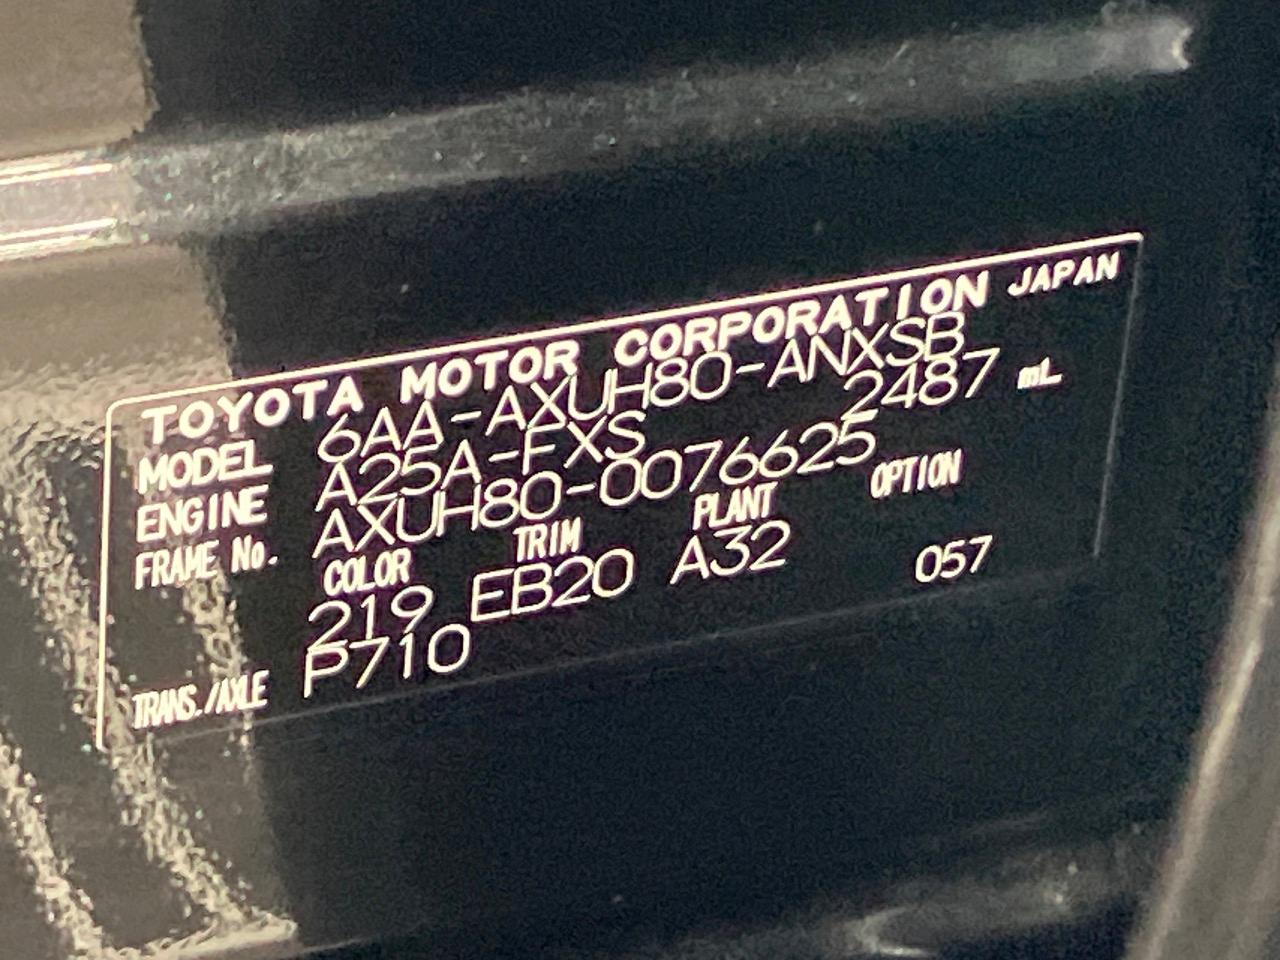 TOYOTA MOTOR CORPORATION JAPAN
MODEL 6AA-AXUH80-ANXSB
ENGINE A25A-FXS 2487 mL
FRAME No. AXUH80-0076625
COLOR TRIM PLANT OPTION
219 EB20 A32 057
TRANS./AXLE P710